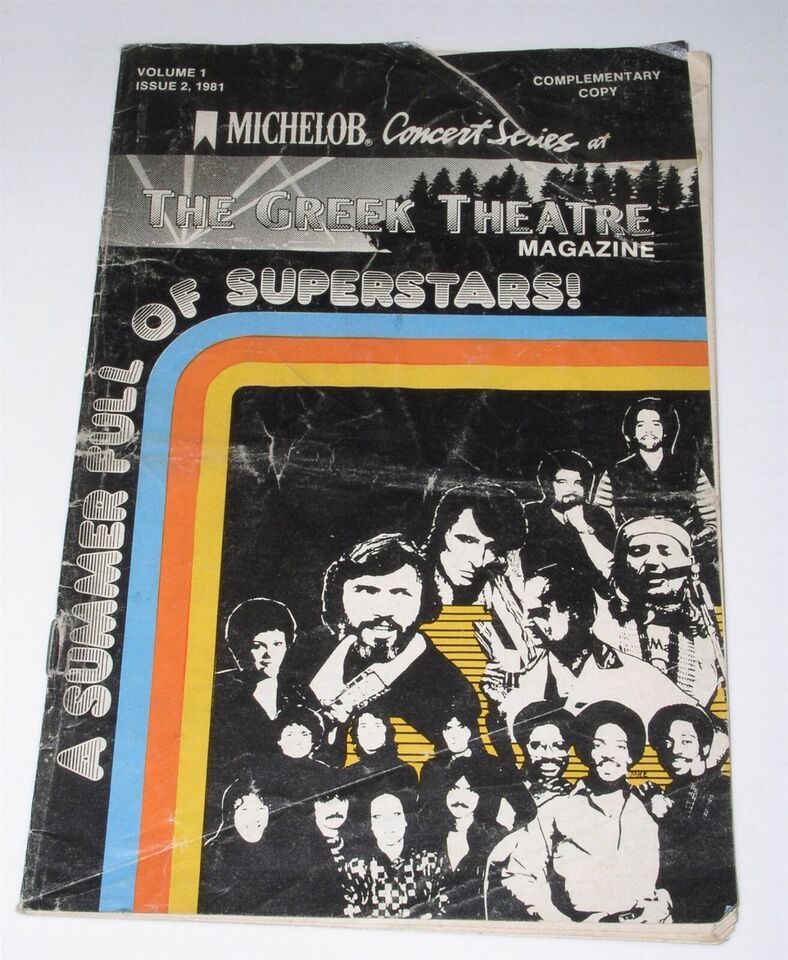 VOLUME 1
ISSUE 2, 1981
COMPLEMENTARY
COPY
MICHELOB® Concert Series at
THE GREEK THEATRE
MAGAZINE
A SUMMER FULL OF SUPERSTARS!